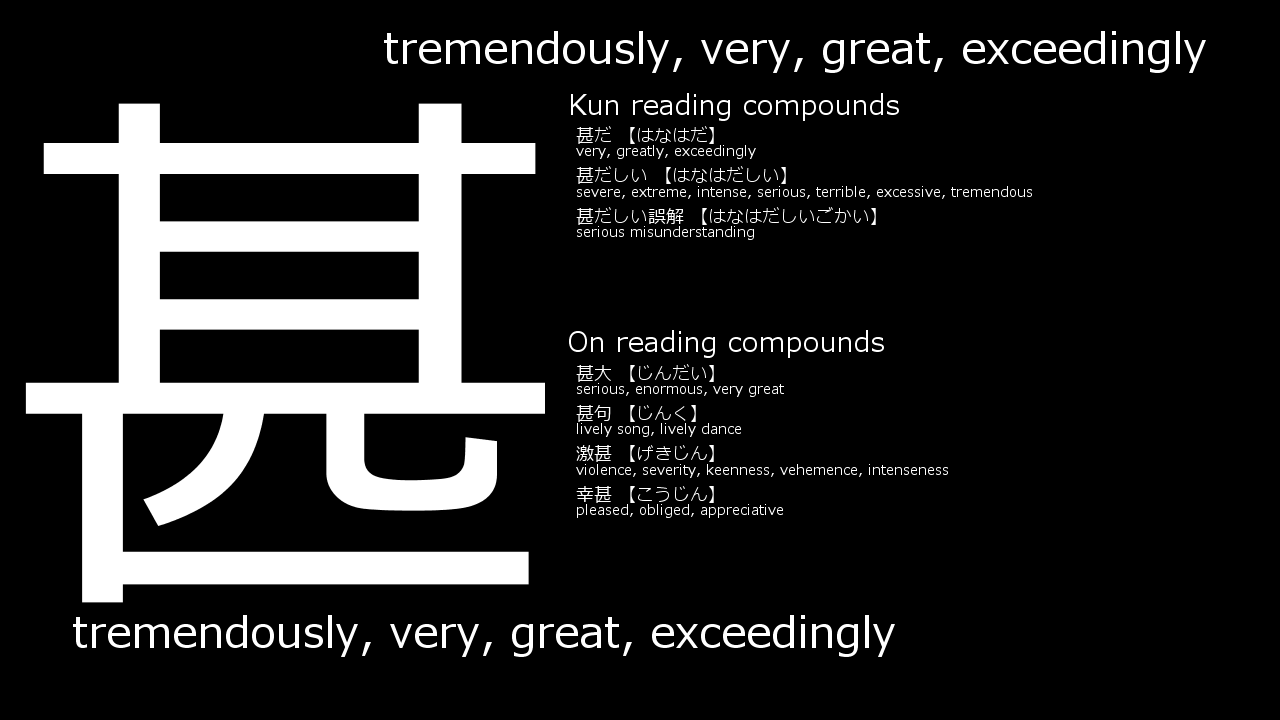 tremendously, very, great, exceedingly
甚
Kun reading compounds
甚だ 【はなはだ】
very, greatly, exceedingly
甚だしい 【はなはだしい】
severe, extreme, intense, serious, terrible, excessive, tremendous
甚だしい誤解 【はなはだしいごかい】
serious misunderstanding
On reading compounds
甚大 【じんだい】
serious, enormous, very great
甚句 【じんく】
lively song, lively dance
激甚 【げきじん】
violence, severity, keenness, vehemence, intenseness
幸甚 【こうじん】
pleased, obliged, appreciative
tremendously, very, great, exceedingly